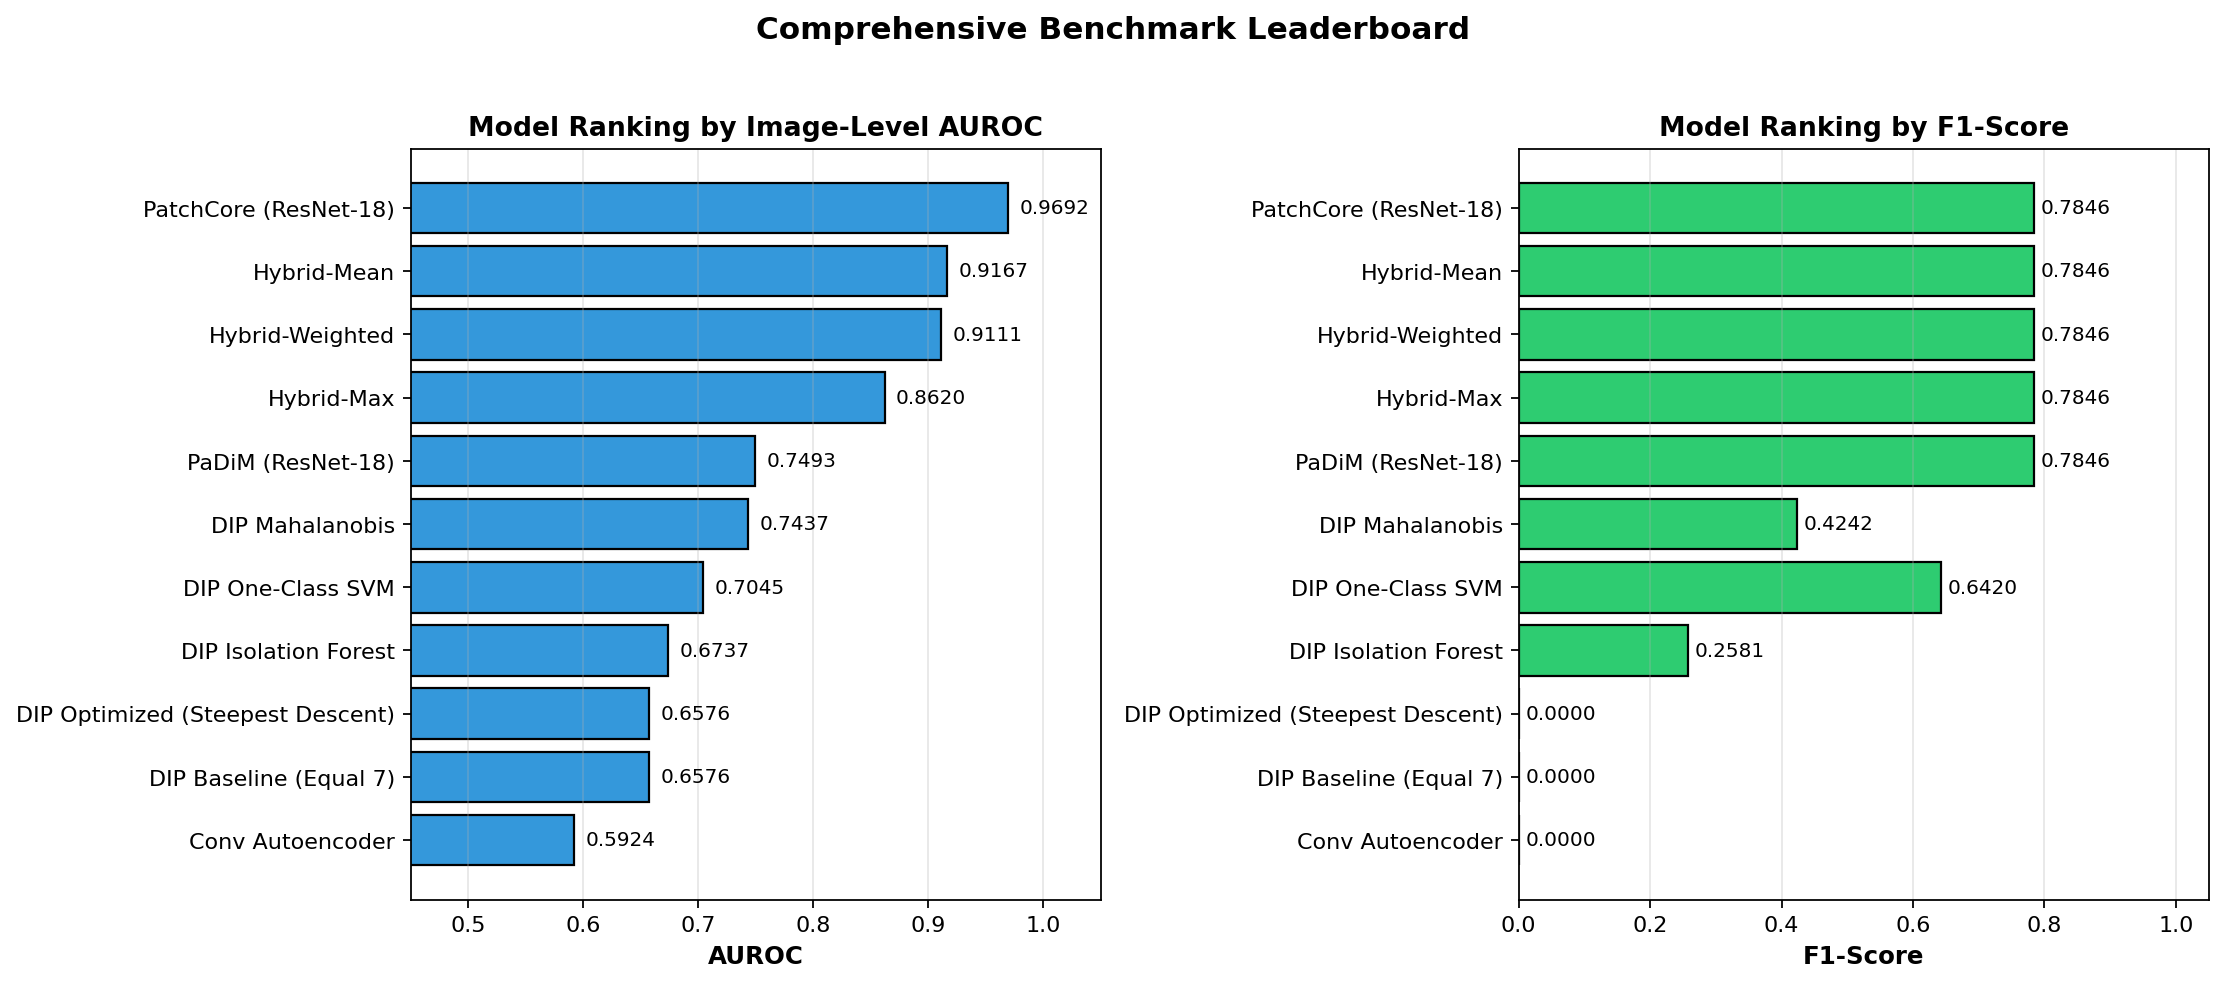 Comprehensive Benchmark Leaderboard
Model Ranking by Image-Level AUROC
PatchCore (ResNet-18) 0.9692
Hybrid-Mean 0.9167
Hybrid-Weighted 0.9111
Hybrid-Max 0.8620
PaDiM (ResNet-18) 0.7493
DIP Mahalanobis 0.7437
DIP One-Class SVM 0.7045
DIP Isolation Forest 0.6737
DIP Optimized (Steepest Descent) 0.6576
DIP Baseline (Equal 7) 0.6576
Conv Autoencoder 0.5924
0.5 0.6 0.7 0.8 0.9 1.0
AUROC
Model Ranking by F1-Score
PatchCore (ResNet-18) 0.7846
Hybrid-Mean 0.7846
Hybrid-Weighted 0.7846
Hybrid-Max 0.7846
PaDiM (ResNet-18) 0.7846
DIP Mahalanobis 0.4242
DIP One-Class SVM 0.6420
DIP Isolation Forest 0.2581
DIP Optimized (Steepest Descent) 0.0000
DIP Baseline (Equal 7) 0.0000
Conv Autoencoder 0.0000
0.0 0.2 0.4 0.6 0.8 1.0
F1-Score